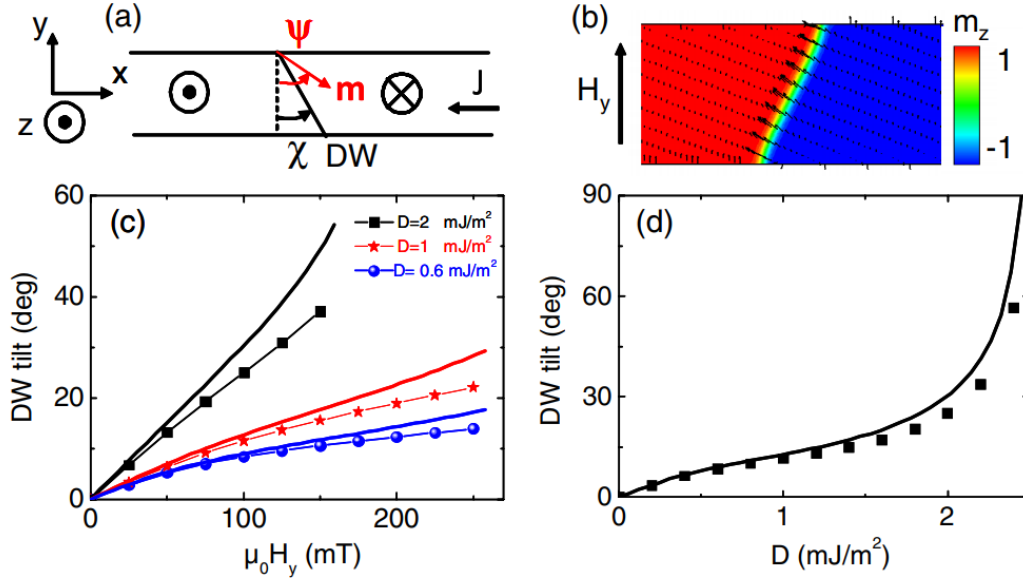 (a)
y
x
z
ψ
m
J
χ
DW
(b)
H_y
m_z
1
-1
(c)
DW tilt (deg)
60
40
20
0
0
100
200
μ₀H_y (mT)
D=2 mJ/m²
D=1 mJ/m²
D= 0.6 mJ/m²
(d)
DW tilt (deg)
90
60
30
0
0
1
2
D (mJ/m²)